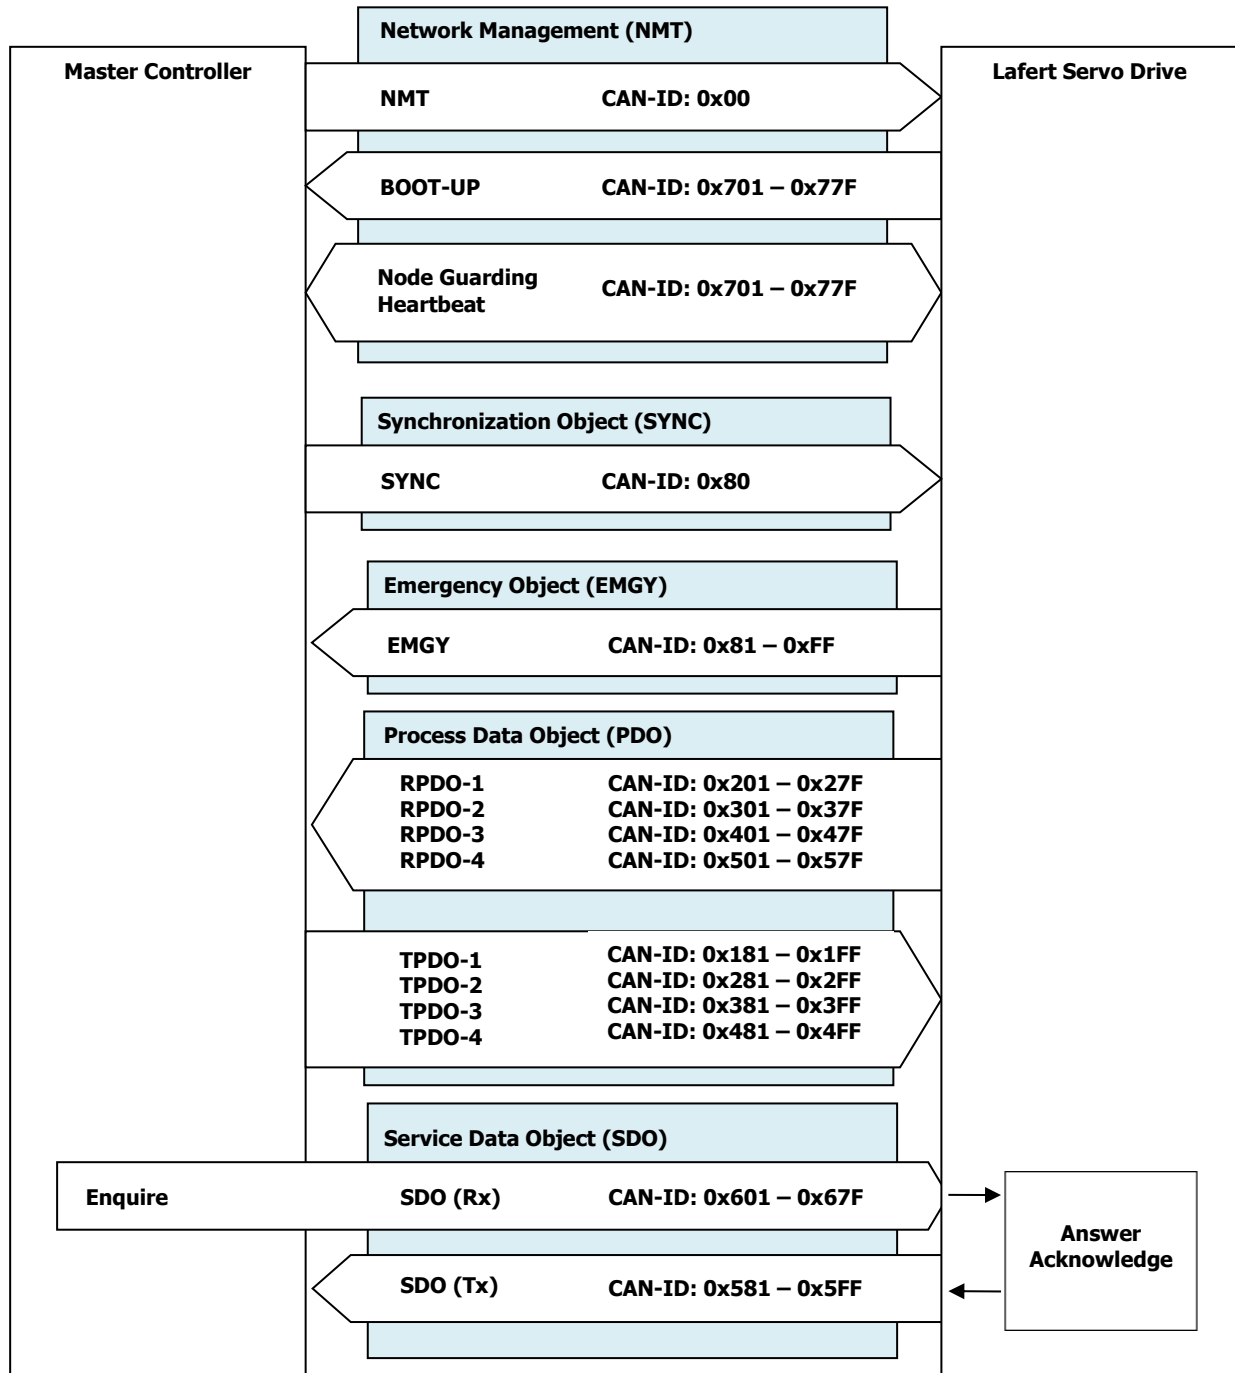 Network Management (NMT)
Master Controller
Lafert Servo Drive
NMT CAN-ID: 0x00
BOOT-UP CAN-ID: 0x701 – 0x77F
Node Guarding
Heartbeat
CAN-ID: 0x701 – 0x77F
Synchronization Object (SYNC)
SYNC CAN-ID: 0x80
Emergency Object (EMGY)
EMGY CAN-ID: 0x81 – 0xFF
Process Data Object (PDO)
RPDO-1 CAN-ID: 0x201 – 0x27F
RPDO-2 CAN-ID: 0x301 – 0x37F
RPDO-3 CAN-ID: 0x401 – 0x47F
RPDO-4 CAN-ID: 0x501 – 0x57F
TPDO-1 CAN-ID: 0x181 – 0x1FF
TPDO-2 CAN-ID: 0x281 – 0x2FF
TPDO-3 CAN-ID: 0x381 – 0x3FF
TPDO-4 CAN-ID: 0x481 – 0x4FF
Service Data Object (SDO)
Enquire SDO (Rx) CAN-ID: 0x601 – 0x67F
Answer
Acknowledge
SDO (Tx) CAN-ID: 0x581 – 0x5FF